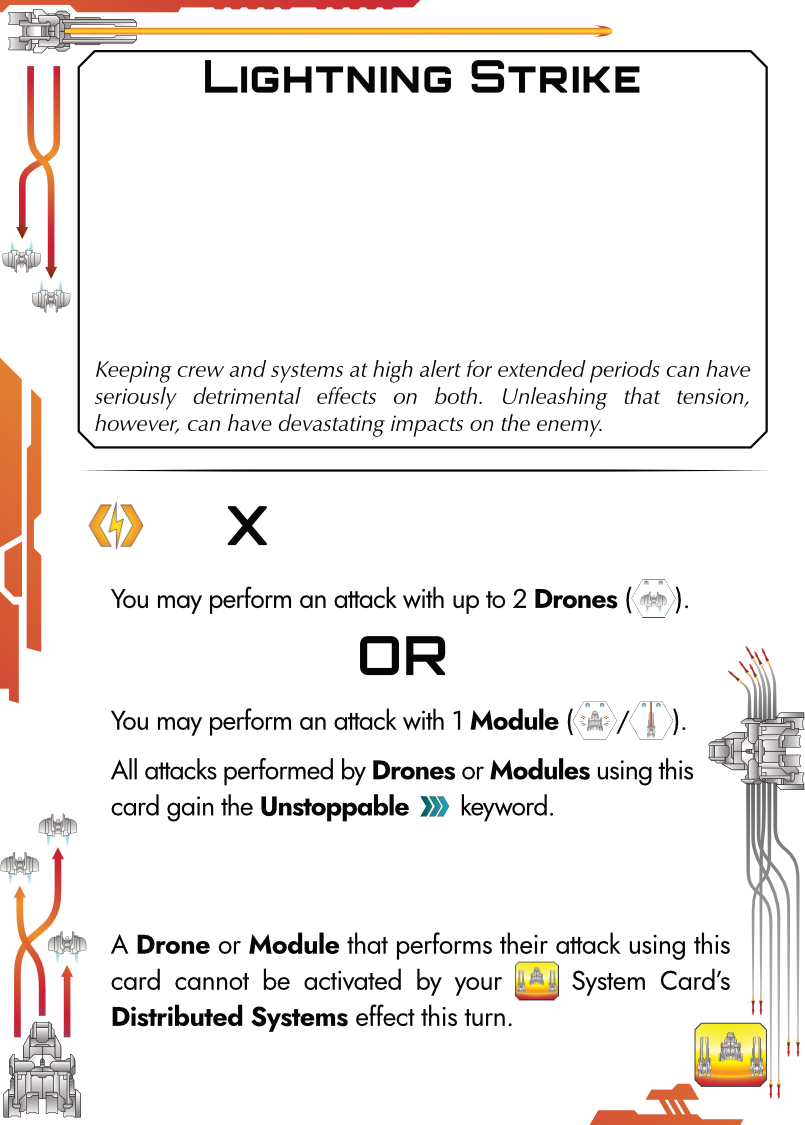 Lightning Strike
Keeping crew and systems at high alert for extended periods can have
seriously detrimental effects on both. Unleashing that tension,
however, can have devastating impacts on the enemy.
X
You may perform an attack with up to 2 Drones ( ).
OR
You may perform an attack with 1 Module ( / ).
All attacks performed by Drones or Modules using this
card gain the Unstoppable keyword.
A Drone or Module that performs their attack using this
card cannot be activated by your System Card's
Distributed Systems effect this turn.